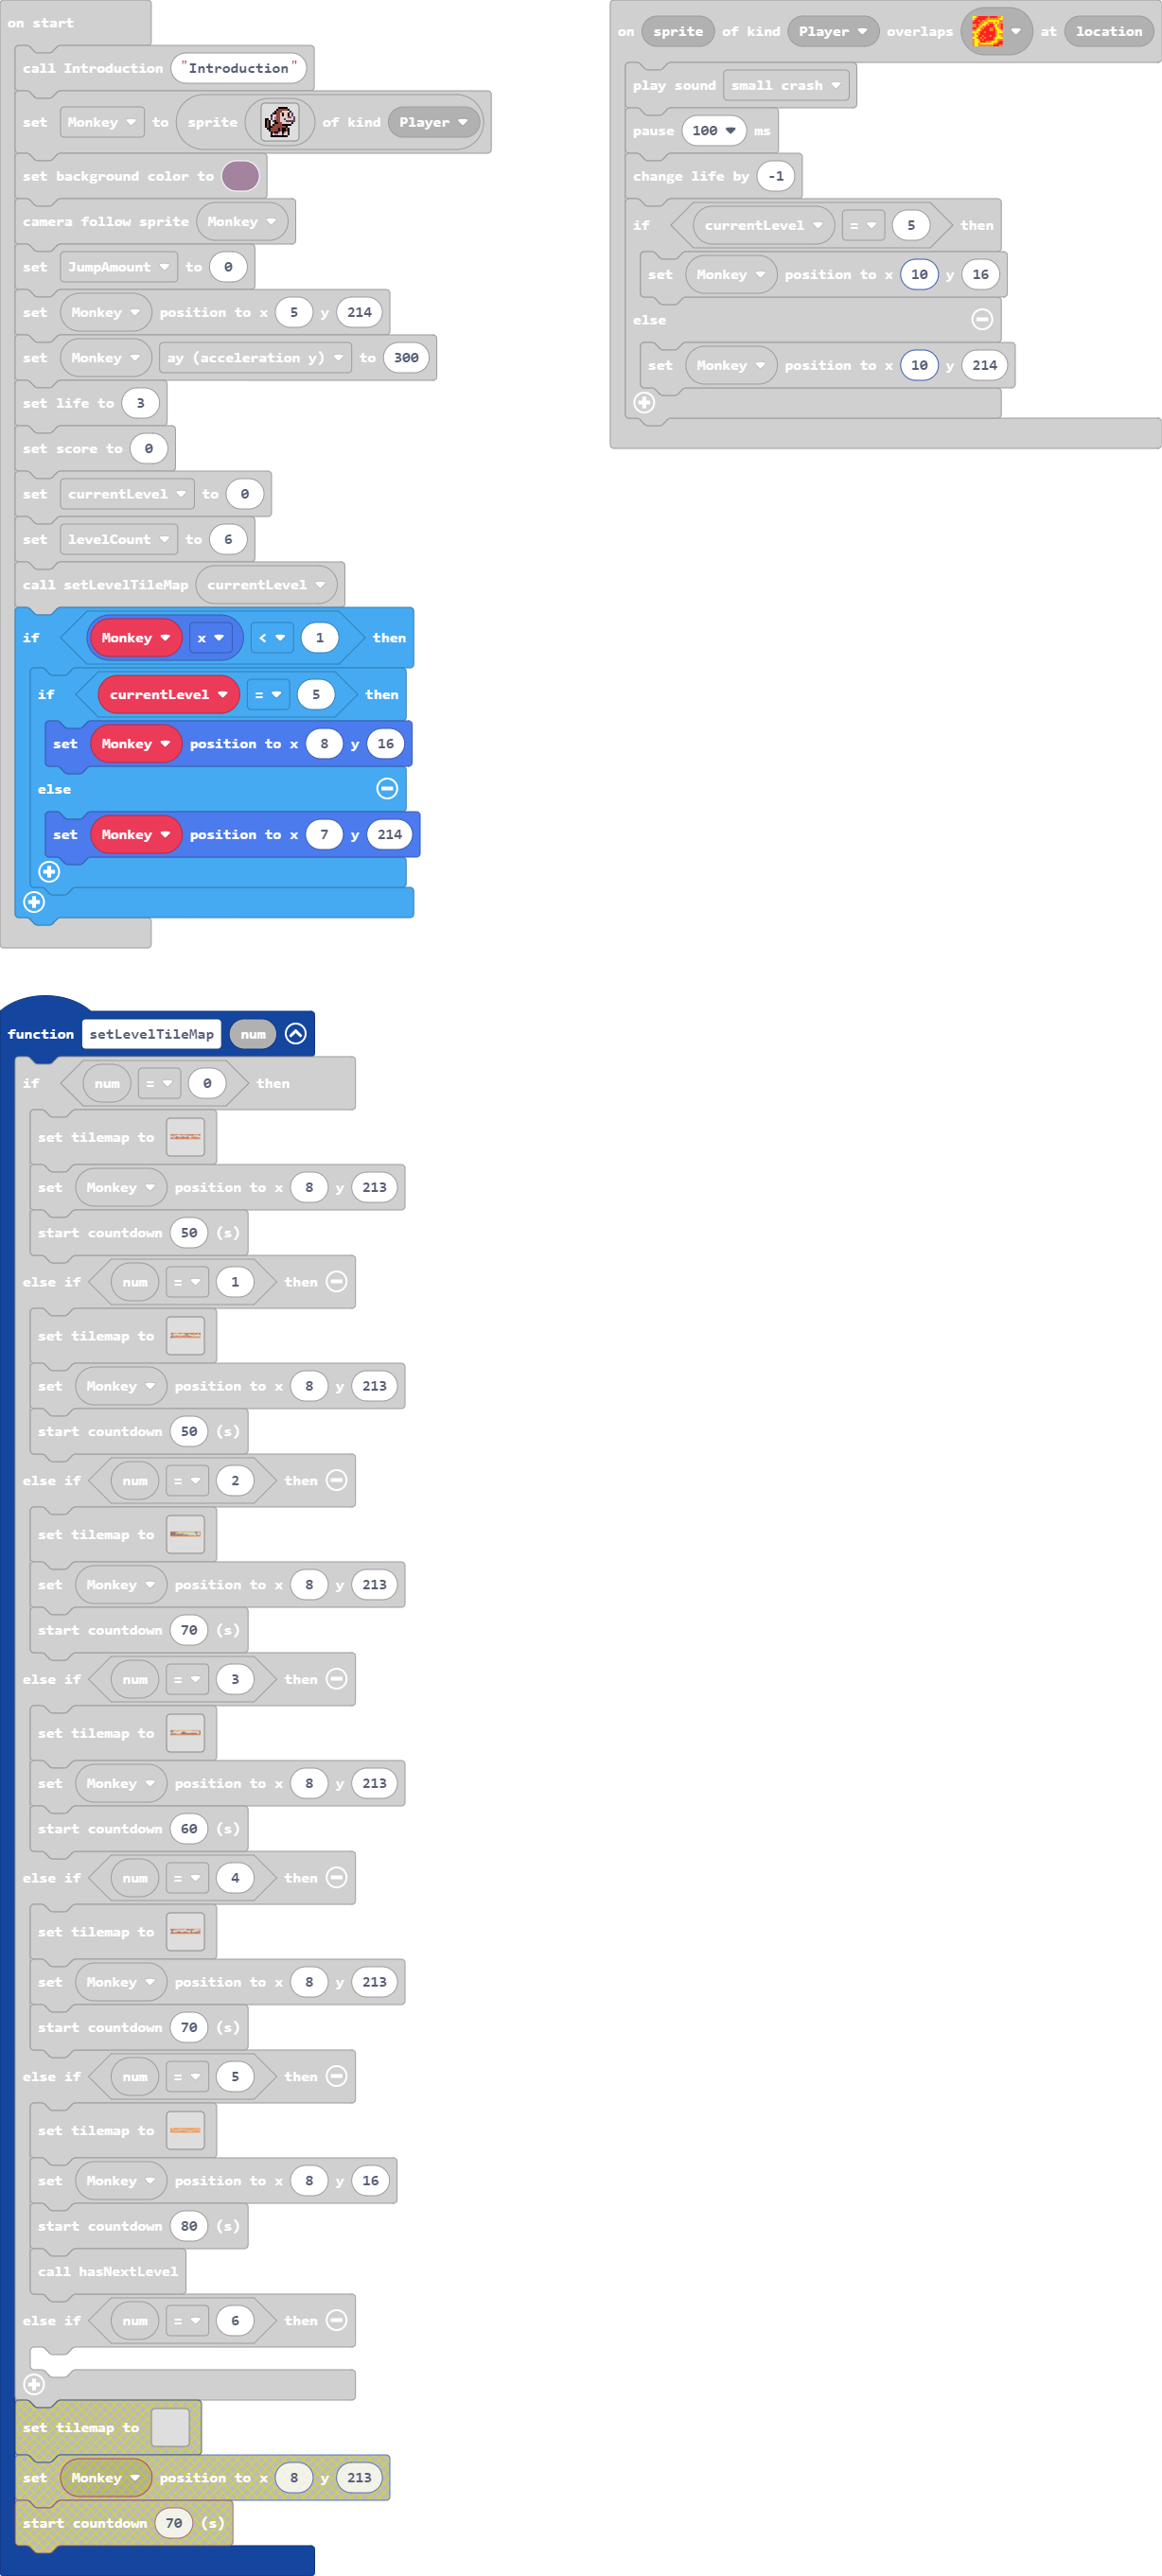 on start
call Introduction "Introduction"
set Monkey to sprite of kind Player
set background color to
camera follow sprite Monkey
set JumpAmount to 0
set Monkey position to x 5 y 214
set Monkey ay (acceleration y) to 300
set life to 3
set score to 0
set currentLevel to 0
set levelCount to 6
call setLevelTileMap currentLevel
if Monkey x < 1 then
if currentLevel = 5 then
set Monkey position to x 8 y 16
else
set Monkey position to x 7 y 214
on sprite of kind Player overlaps at location
play sound small crash
pause 100 ms
change life by -1
if currentLevel = 5 then
set Monkey position to x 10 y 16
else
set Monkey position to x 10 y 214
function setLevelTileMap num
if num = 0 then
set tilemap to
set Monkey position to x 8 y 213
start countdown 50 (s)
else if num = 1 then
set tilemap to
set Monkey position to x 8 y 213
start countdown 50 (s)
else if num = 2 then
set tilemap to
set Monkey position to x 8 y 213
start countdown 70 (s)
else if num = 3 then
set tilemap to
set Monkey position to x 8 y 213
start countdown 60 (s)
else if num = 4 then
set tilemap to
set Monkey position to x 8 y 213
start countdown 70 (s)
else if num = 5 then
set tilemap to
set Monkey position to x 8 y 16
start countdown 80 (s)
call hasNextLevel
else if num = 6 then
set tilemap to
set Monkey position to x 8 y 213
start countdown 70 (s)